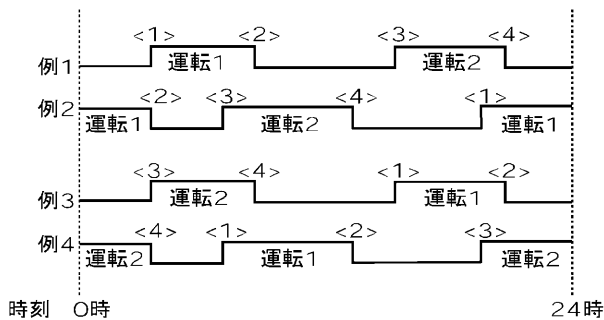 <1> <2> <3> <4>
例1 運転1 運転2
<2> <3> <4> <1>
例2 運転1 運転2 運転1
<3> <4> <1> <2>
例3 運転2 運転1
<4> <1> <2> <3>
例4 運転2 運転1 運転2
時刻 0時 24時